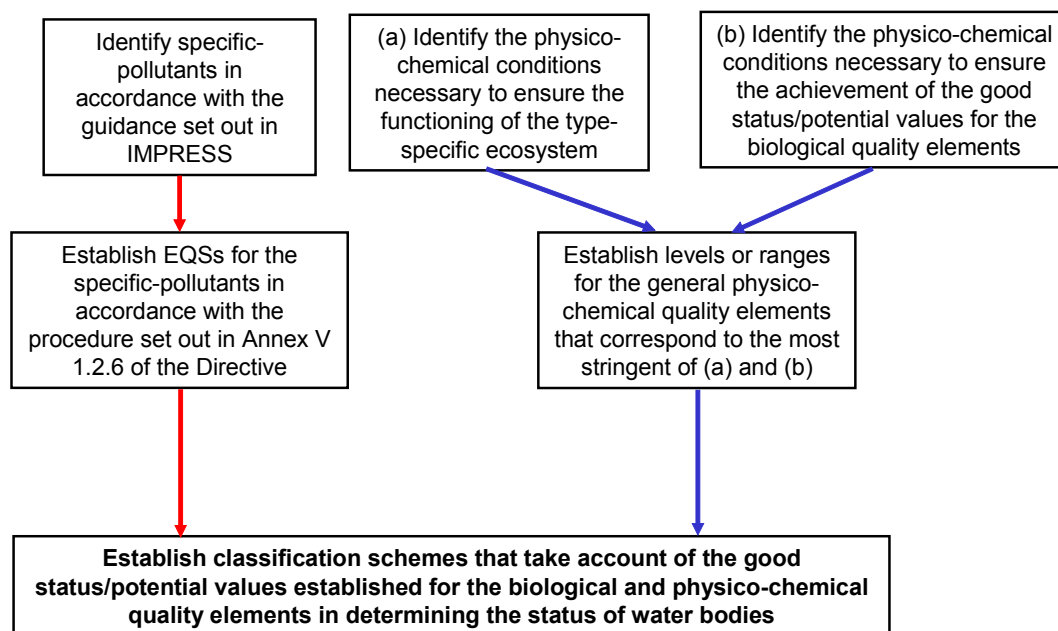 Identify specific-
pollutants in
accordance with the
guidance set out in
IMPRESS
(a) Identify the physico-
chemical conditions
necessary to ensure the
functioning of the type-
specific ecosystem
(b) Identify the physico-chemical
conditions necessary to ensure
the achievement of the good
status/potential values for the
biological quality elements
Establish EQSs for the
specific-pollutants in
accordance with the
procedure set out in Annex V
1.2.6 of the Directive
Establish levels or ranges
for the general physico-
chemical quality elements
that correspond to the most
stringent of (a) and (b)
Establish classification schemes that take account of the good
status/potential values established for the biological and physico-chemical
quality elements in determining the status of water bodies